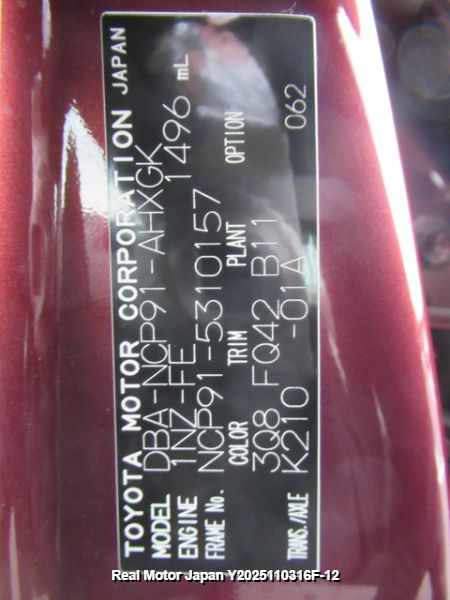 TOYOTA MOTOR CORPORATION JAPAN
MODEL DBA-NCP91-AHXGK
ENGINE 1NZ-FE 1496 mL
FRAME No. NCP91-5310157
COLOR TRIM PLANT OPTION
3Q8 FQ42 B11 062
TRANS./AXLE K210 -01A
Real Motor Japan Y2025110316F-12